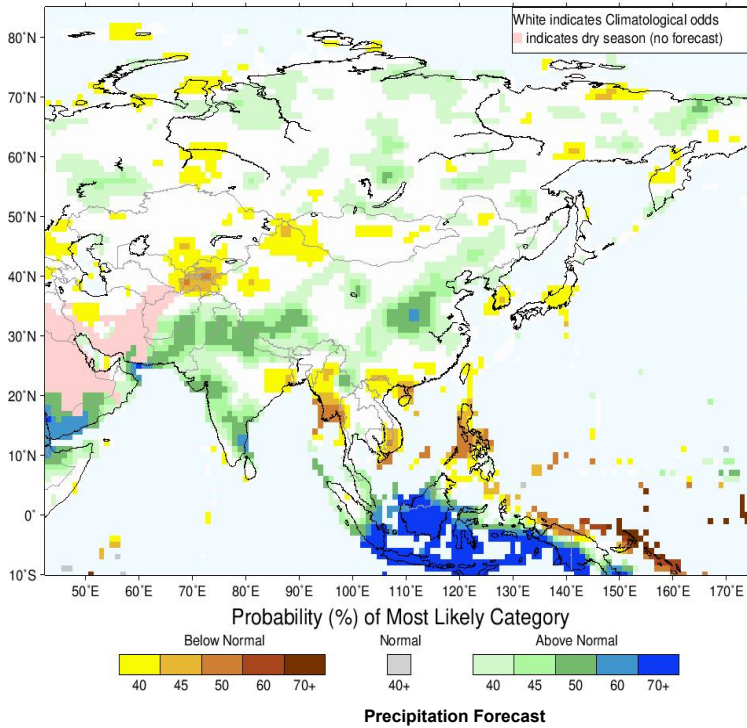 White indicates Climatological odds
indicates dry season (no forecast)
80°N
70°N
60°N
50°N
40°N
30°N
20°N
10°N
0°
10°S
50°E 60°E 70°E 80°E 90°E 100°E 110°E 120°E 130°E 140°E 150°E 160°E 170°E
Probability (%) of Most Likely Category
Below Normal Normal Above Normal
40 45 50 60 70+ 40+ 40 45 50 60 70+
Precipitation Forecast